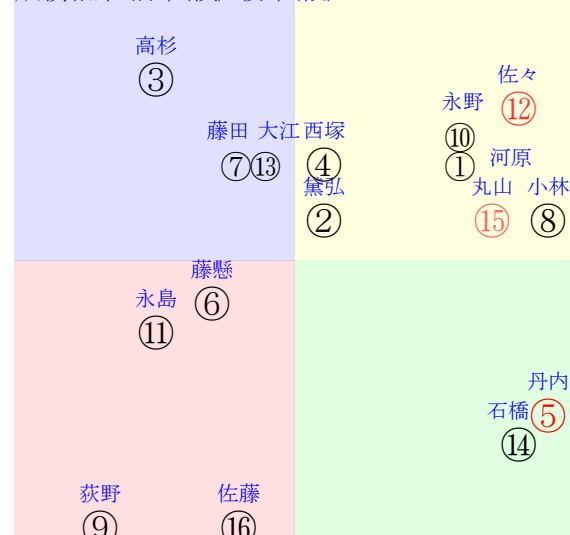 高杉
③
佐々
永野
⑫
藤田 大江 西塚
⑩
⑦⑬ ④ ① 河原
黛弘 丸山 小林
② ⑮ ⑧
藤懸
永島 ⑥
⑪
丹内
石橋 ⑤
⑭
荻野 佐藤
⑨ ⑯